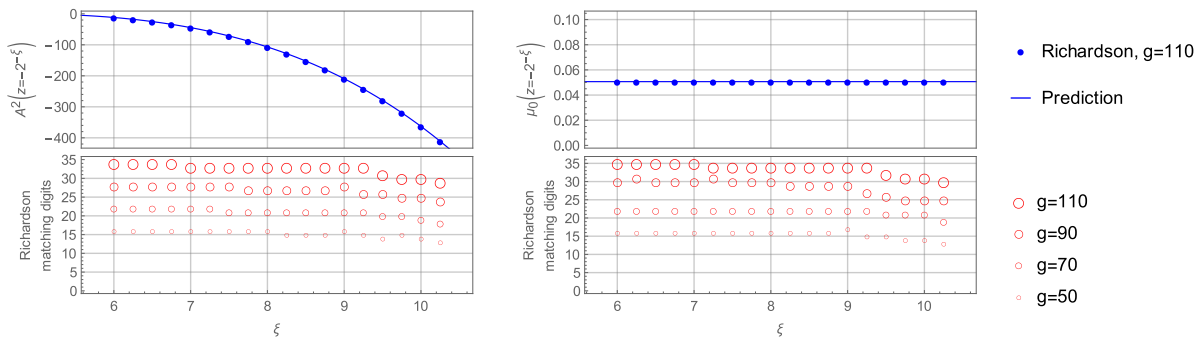 A²(z=-2^-ξ)
0
-100
-200
-300
-400
Richardson
matching digits
35
30
25
20
15
10
5
0
6
7
8
9
10
ξ
μ₀(z=-2^-ξ)
0.10
0.08
0.06
0.04
0.02
0.00
Richardson
matching digits
35
30
25
20
15
10
5
0
6
7
8
9
10
ξ
Richardson, g=110
Prediction
g=110
g=90
g=70
g=50